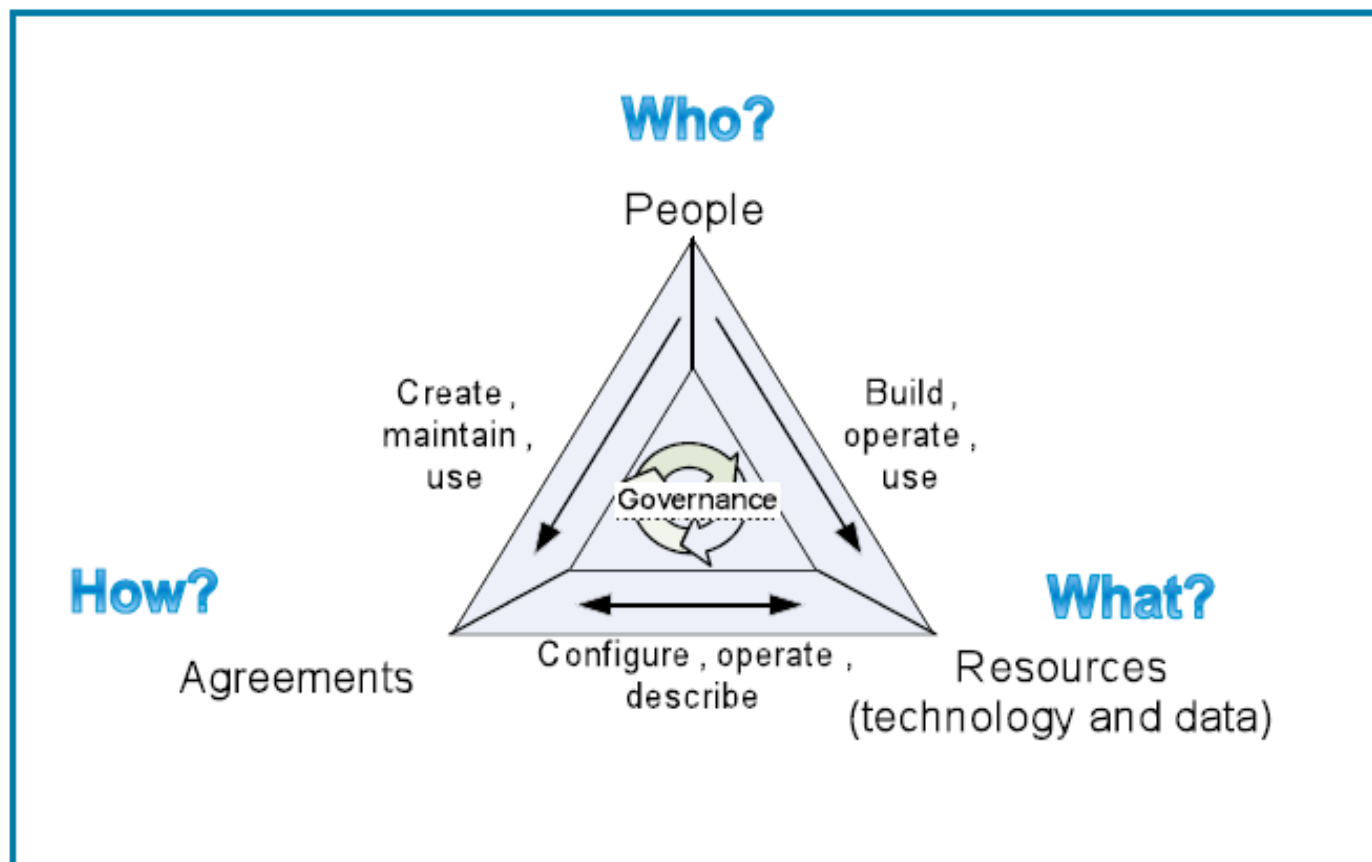 Who?
People
Create ,
maintain ,
use
Build,
operate ,
use
Governance
How?
What?
Agreements
Configure , operate ,
describe
Resources
(technology and data)